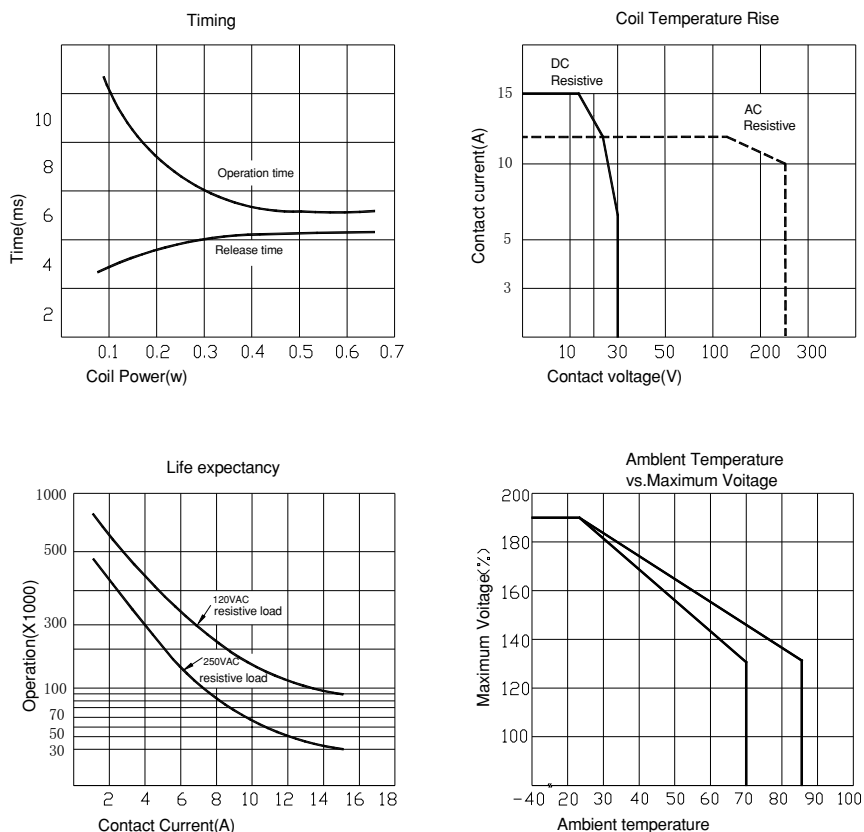 Timing
10
8
6
4
2
Time(ms)
Operation time
Release time
0.1 0.2 0.3 0.4 0.5 0.6 0.7
Coil Power(w)
Coil Temperature Rise
DC
Resistive
AC
Resistive
15
10
5
3
Contact current(A)
10 30 50 100 200 300
Contact voltage(V)
Life expectancy
1000
500
300
100
70
50
30
Operation(X1000)
120VAC
resistive load
250VAC
resistive load
2 4 6 8 10 12 14 16 18
Contact Current(A)
Amblent Temperature
vs.Maximum Voitage
200
180
160
140
120
100
Maximum Voitage(%)
-40 20 30 40 50 60 70 80 90 100
Ambient temperature